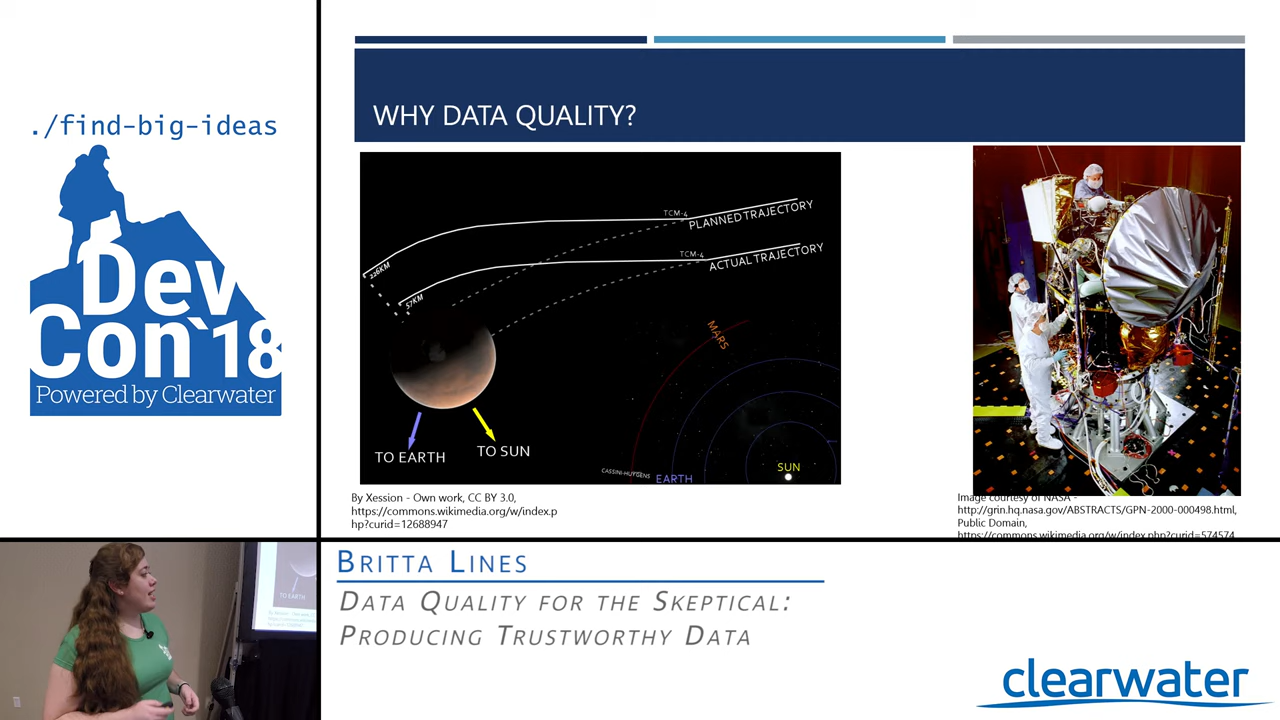 ./find-big-ideas
Dev
Con`18
Powered by Clearwater
WHY DATA QUALITY?
TCM-4
PLANNED TRAJECTORY
226KM
TCM-4
ACTUAL TRAJECTORY
57KM
MARS
TO EARTH
TO SUN
CASSINI-HUYGENS
EARTH
SUN
By Xession - Own work, CC BY 3.0,
https://commons.wikimedia.org/w/index.p
hp?curid=12688947
Image courtesy of NASA -
http://grin.hq.nasa.gov/ABSTRACTS/GPN-2000-000498.html,
Public Domain,
https://commons.wikimedia.org/w/index.php?curid=574574
TO EARTH
BRITTA LINES
DATA QUALITY FOR THE SKEPTICAL:
PRODUCING TRUSTWORTHY DATA
clearwater